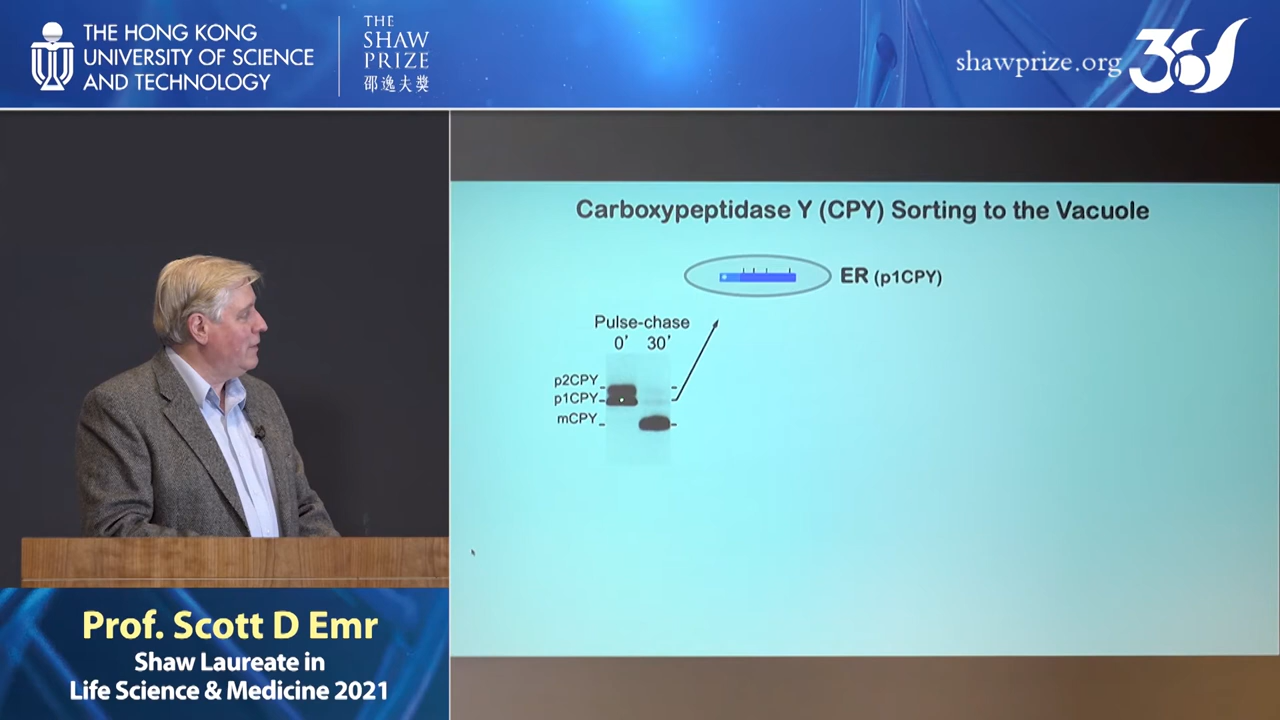 THE HONG KONG
UNIVERSITY OF SCIENCE
AND TECHNOLOGY
THE
SHAW
PRIZE
邵逸夫獎
shawprize.org
Carboxypeptidase Y (CPY) Sorting to the Vacuole
ER (p1CPY)
Pulse-chase
0' 30'
p2CPY
p1CPY
mCPY
Prof. Scott D Emr
Shaw Laureate in
Life Science & Medicine 2021